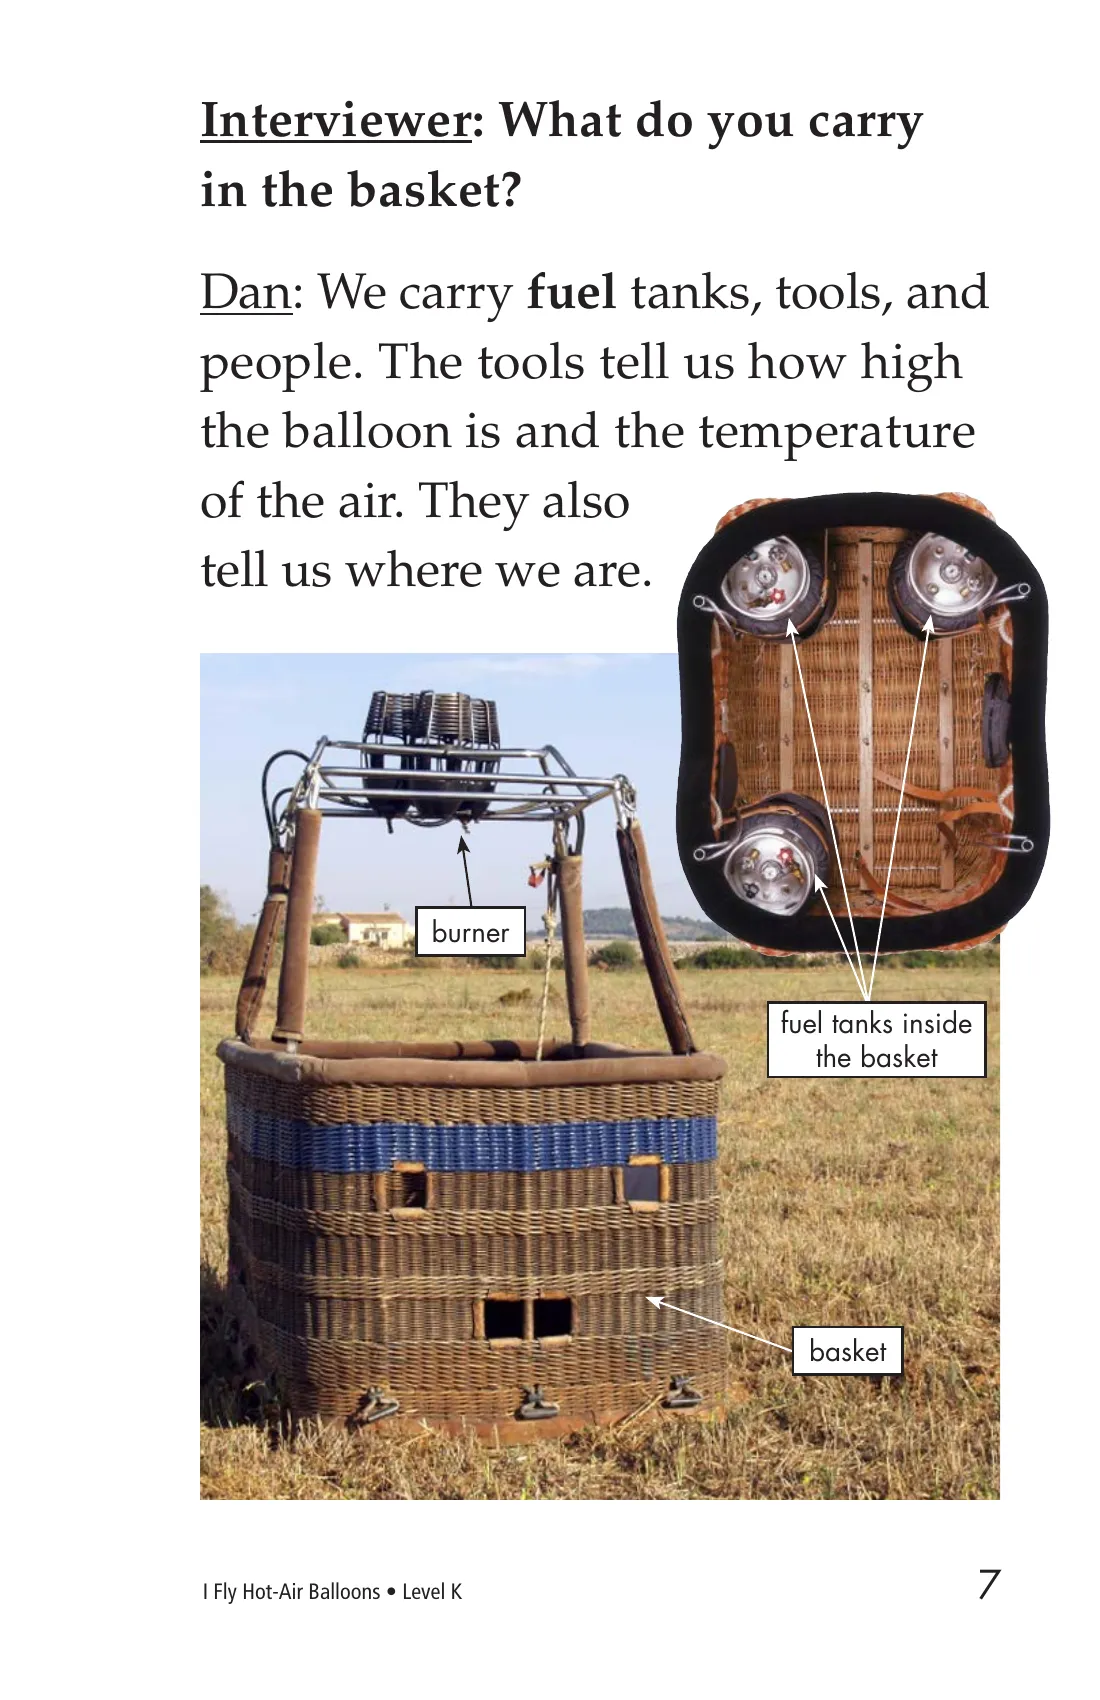 Interviewer: What do you carry
in the basket?
Dan: We carry fuel tanks, tools, and
people. The tools tell us how high
the balloon is and the temperature
of the air. They also
tell us where we are.
burner
fuel tanks inside
the basket
basket
I Fly Hot-Air Balloons • Level K
7